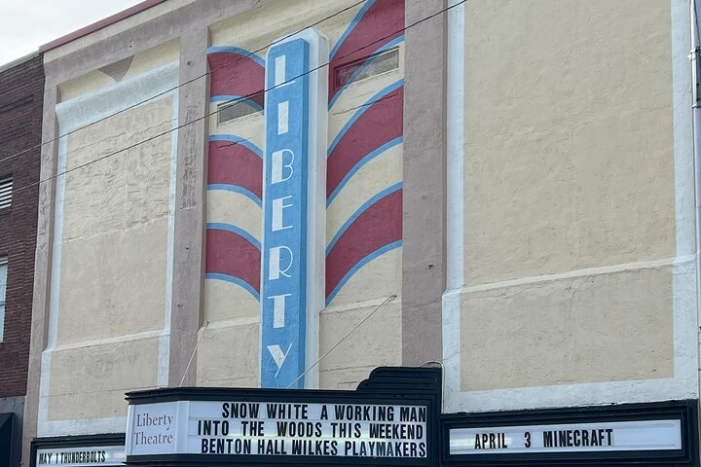 LIBERTY
Liberty
Theatre
SNOW WHITE A WORKING MAN
INTO THE WOODS THIS WEEKEND
BENTON HALL WILKES PLAYMAKERS
MAY 1 THUNDERBOLTS
APRIL 3 MINECRAFT